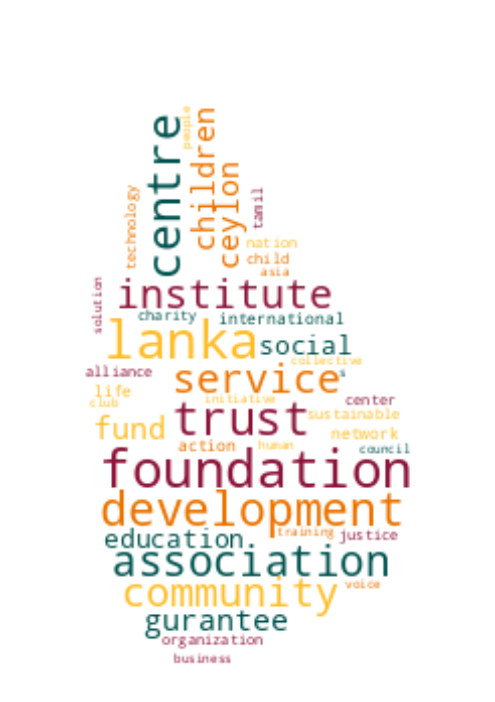 people
centre
children
ceylon
technology
tamil
nation
child
asia
solution
institute
charity
international
lanka
social
collective
alliance
service
s
life
initiative
center
club
trust
sustainable
fund
network
action
human
council
foundation
development
education
training
justice
association
community
voice
gurantee
organization
business